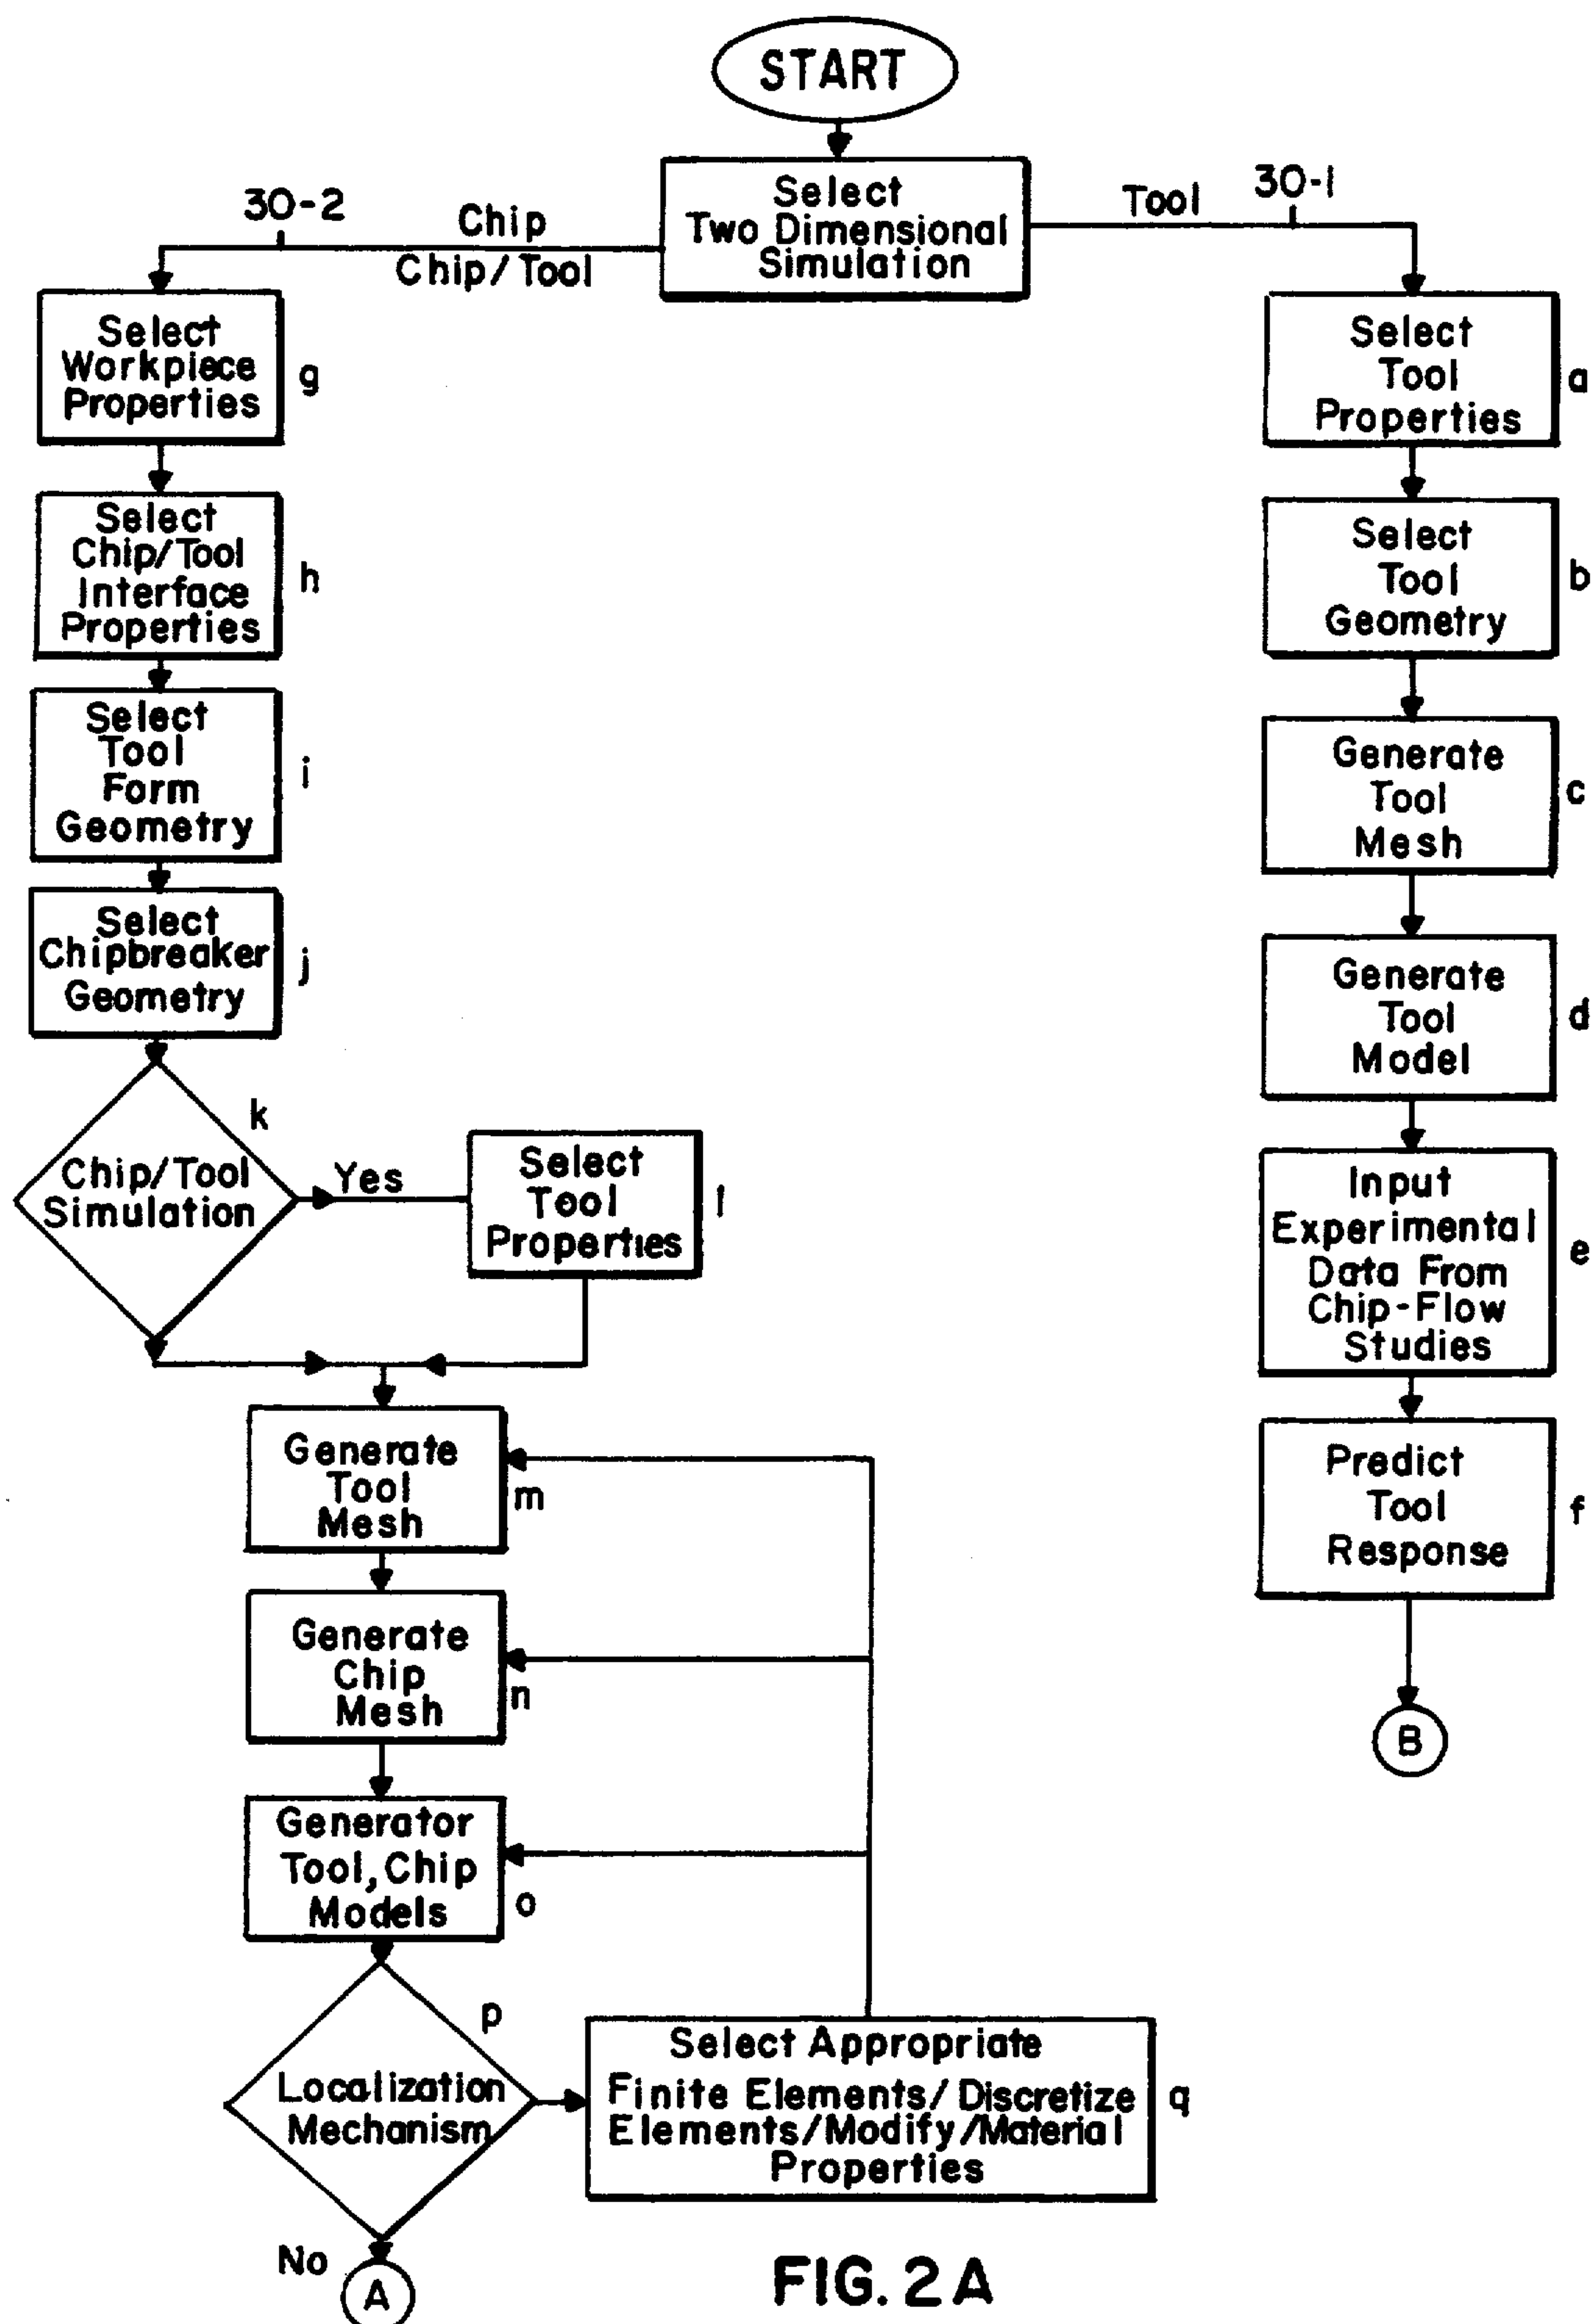 START
Select
Two Dimensional
Simulation
30-2
Chip
Chip/Tool
Tool
30-1
Select
Workpiece
Properties
g
Select
Chip/Tool
Interface
Properties
h
Select
Tool
Form
Geometry
i
Select
Chipbreaker
Geometry
j
k
Chip/Tool
Simulation
Yes
Select
Tool
Properties
l
Generate
Tool
Mesh
m
Generate
Chip
Mesh
n
Generator
Tool, Chip
Models
o
p
Localization
Mechanism
Select Appropriate
Finite Elements/Discretize
Elements/Modify/Material
Properties
q
No
A
Select
Tool
Properties
a
Select
Tool
Geometry
b
Generate
Tool
Mesh
c
Generate
Tool
Model
d
Input
Experimental
Data From
Chip-Flow
Studies
e
Predict
Tool
Response
f
B
FIG. 2A